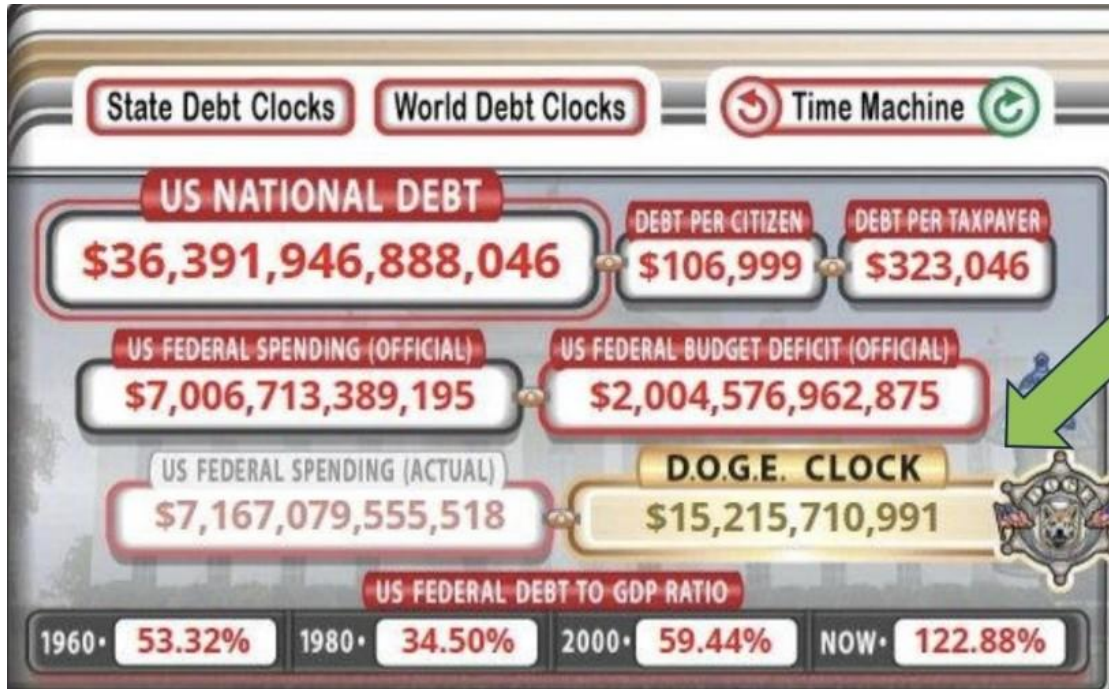 State Debt Clocks World Debt Clocks Time Machine
US NATIONAL DEBT
$36,391,946,888,046
DEBT PER CITIZEN
$106,999
DEBT PER TAXPAYER
$323,046
US FEDERAL SPENDING (OFFICIAL)
$7,006,713,389,195
US FEDERAL BUDGET DEFICIT (OFFICIAL)
$2,004,576,962,875
US FEDERAL SPENDING (ACTUAL)
$7,167,079,555,518
D.O.G.E. CLOCK
$15,215,710,991
DOGE
US FEDERAL DEBT TO GDP RATIO
1960• 53.32% 1980• 34.50% 2000• 59.44% NOW• 122.88%